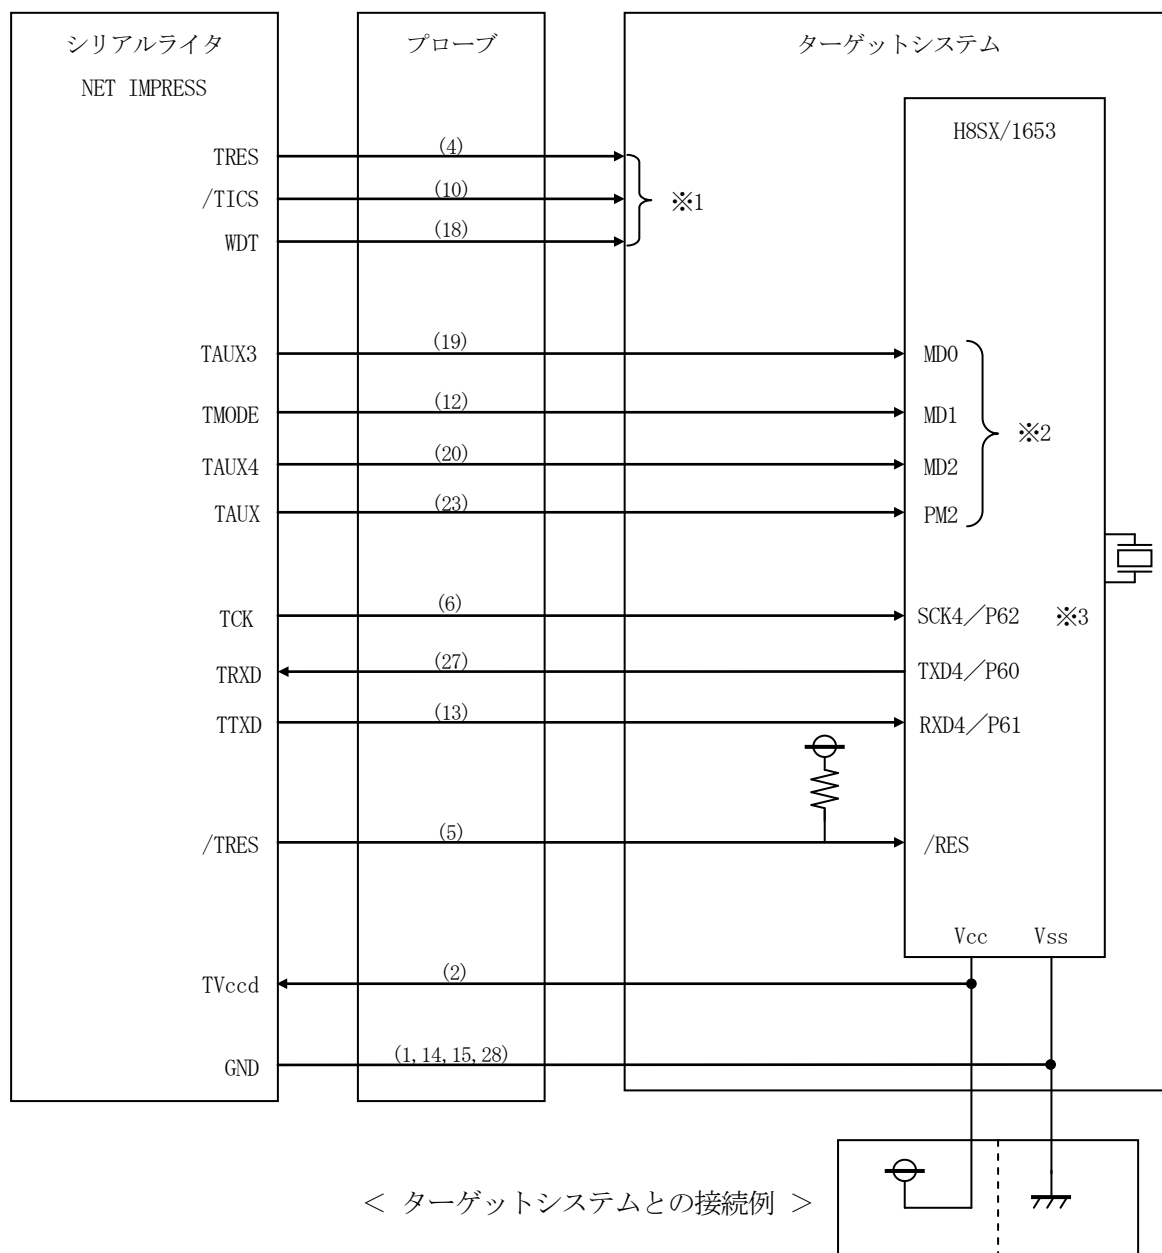 シリアルライタ
プローブ
ターゲットシステム
NET IMPRESS
H8SX/1653
TRES
(4)
/TICS
(10)
※1
WDT
(18)
TAUX3
(19)
MD0
TMODE
(12)
MD1
※2
TAUX4
(20)
MD2
TAUX
(23)
PM2
TCK
(6)
SCK4／P62
※3
TRXD
(27)
TXD4／P60
TTXD
(13)
RXD4／P61
/TRES
(5)
/RES
Vcc
Vss
TVccd
(2)
GND
(1,14,15,28)
＜ ターゲットシステムとの接続例 ＞